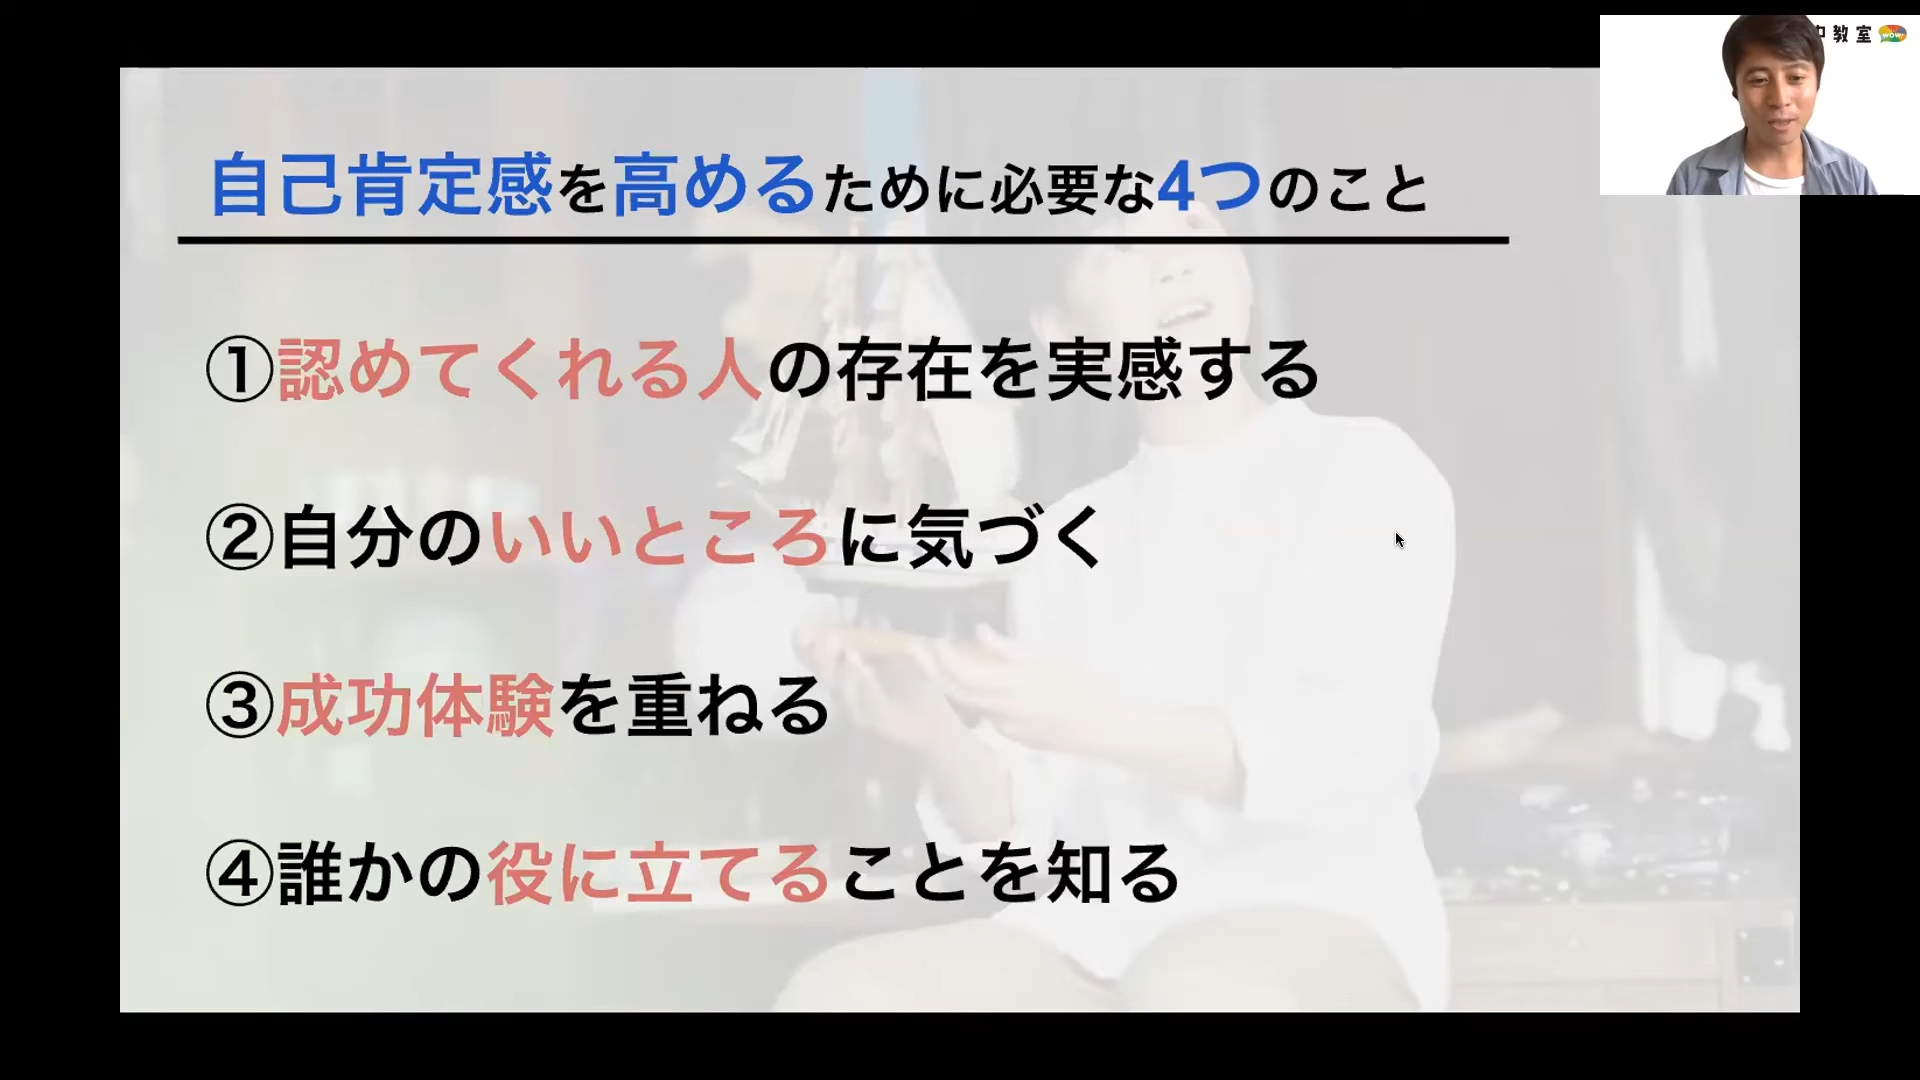 自己肯定感を高めるために必要な4つのこと
①認めてくれる人の存在を実感する
②自分のいいところに気づく
③成功体験を重ねる
④誰かの役に立てることを知る
教室
WOW!